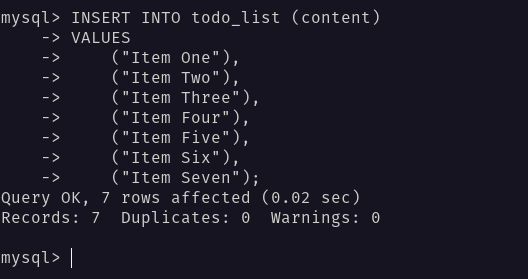 mysql> INSERT INTO todo_list (content)
    -> VALUES
    ->     ("Item One"),
    ->     ("Item Two"),
    ->     ("Item Three"),
    ->     ("Item Four"),
    ->     ("Item Five"),
    ->     ("Item Six"),
    ->     ("Item Seven");
Query OK, 7 rows affected (0.02 sec)
Records: 7  Duplicates: 0  Warnings: 0
mysql>